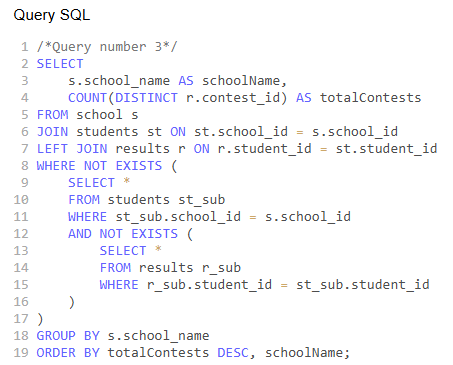 Query SQL
1 /*Query number 3*/
2 SELECT
3     s.school_name AS schoolName,
4     COUNT(DISTINCT r.contest_id) AS totalContests
5 FROM school s
6 JOIN students st ON st.school_id = s.school_id
7 LEFT JOIN results r ON r.student_id = st.student_id
8 WHERE NOT EXISTS (
9     SELECT *
10     FROM students st_sub
11     WHERE st_sub.school_id = s.school_id
12     AND NOT EXISTS (
13         SELECT *
14         FROM results r_sub
15         WHERE r_sub.student_id = st_sub.student_id
16     )
17 )
18 GROUP BY s.school_name
19 ORDER BY totalContests DESC, schoolName;